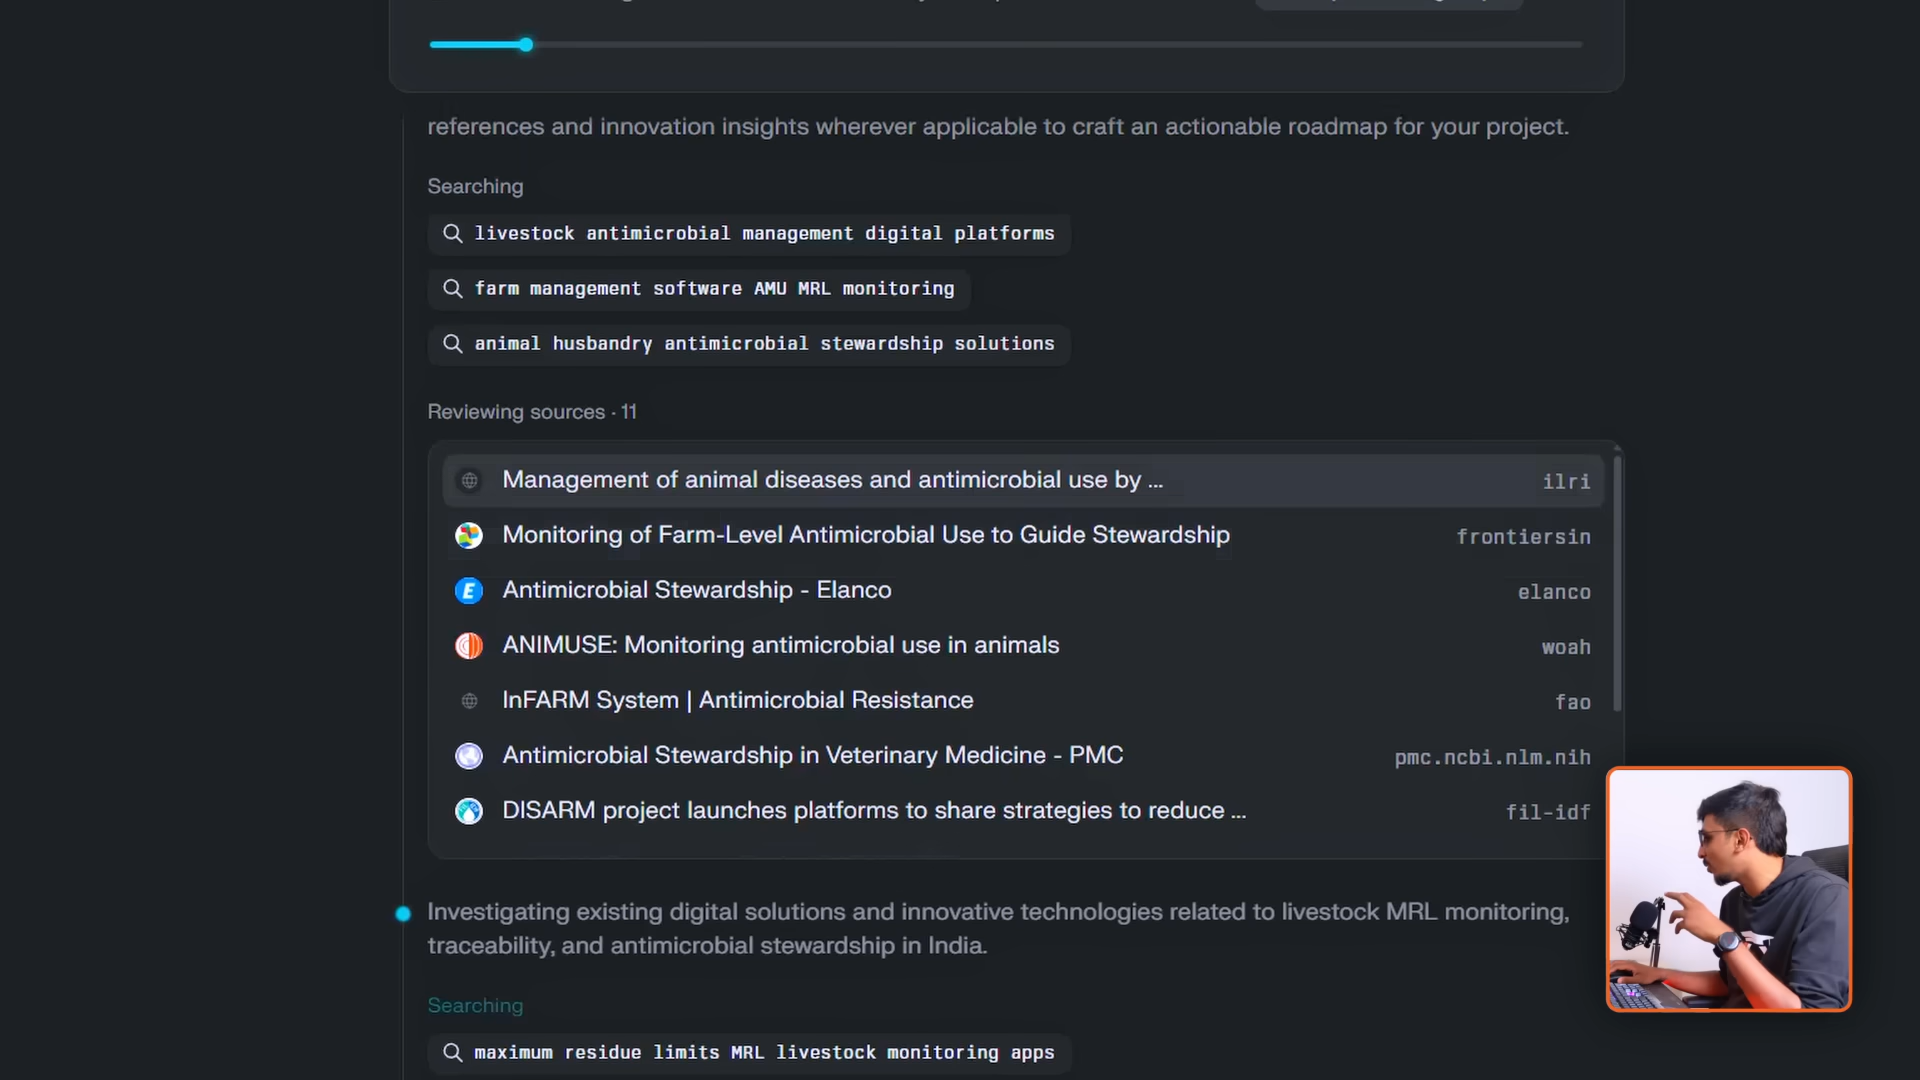 references and innovation insights wherever applicable to craft an actionable roadmap for your project.
Searching
livestock antimicrobial management digital platforms
farm management software AMU MRL monitoring
animal husbandry antimicrobial stewardship solutions
Reviewing sources · 11
Management of animal diseases and antimicrobial use by ... ilri
Monitoring of Farm-Level Antimicrobial Use to Guide Stewardship frontiersin
Antimicrobial Stewardship - Elanco elanco
ANIMUSE: Monitoring antimicrobial use in animals woah
InFARM System | Antimicrobial Resistance fao
Antimicrobial Stewardship in Veterinary Medicine - PMC pmc.ncbi.nlm.nih
DISARM project launches platforms to share strategies to reduce ... fil-idf
Investigating existing digital solutions and innovative technologies related to livestock MRL monitoring,
traceability, and antimicrobial stewardship in India.
Searching
maximum residue limits MRL livestock monitoring apps